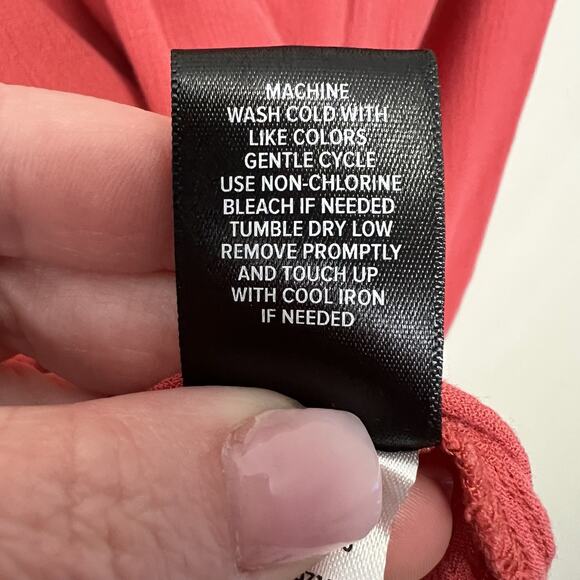 MACHINE
WASH COLD WITH
LIKE COLORS
GENTLE CYCLE
USE NON-CHLORINE
BLEACH IF NEEDED
TUMBLE DRY LOW
REMOVE PROMPTLY
AND TOUCH UP
WITH COOL IRON
IF NEEDED